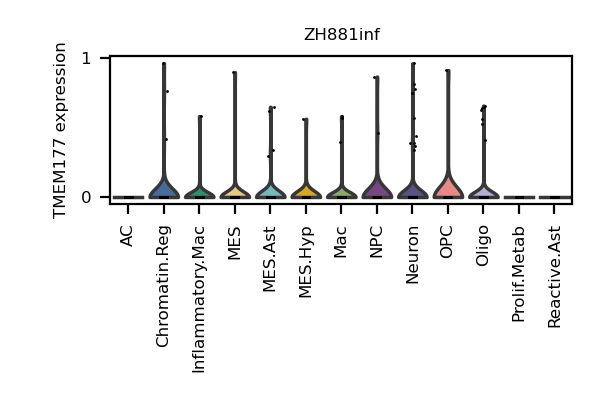 ZH881inf
TMEM177 expression
1
0
AC
Chromatin.Reg
Inflammatory.Mac
MES
MES.Ast
MES.Hyp
Mac
NPC
Neuron
OPC
Oligo
Prolif.Metab
Reactive.Ast